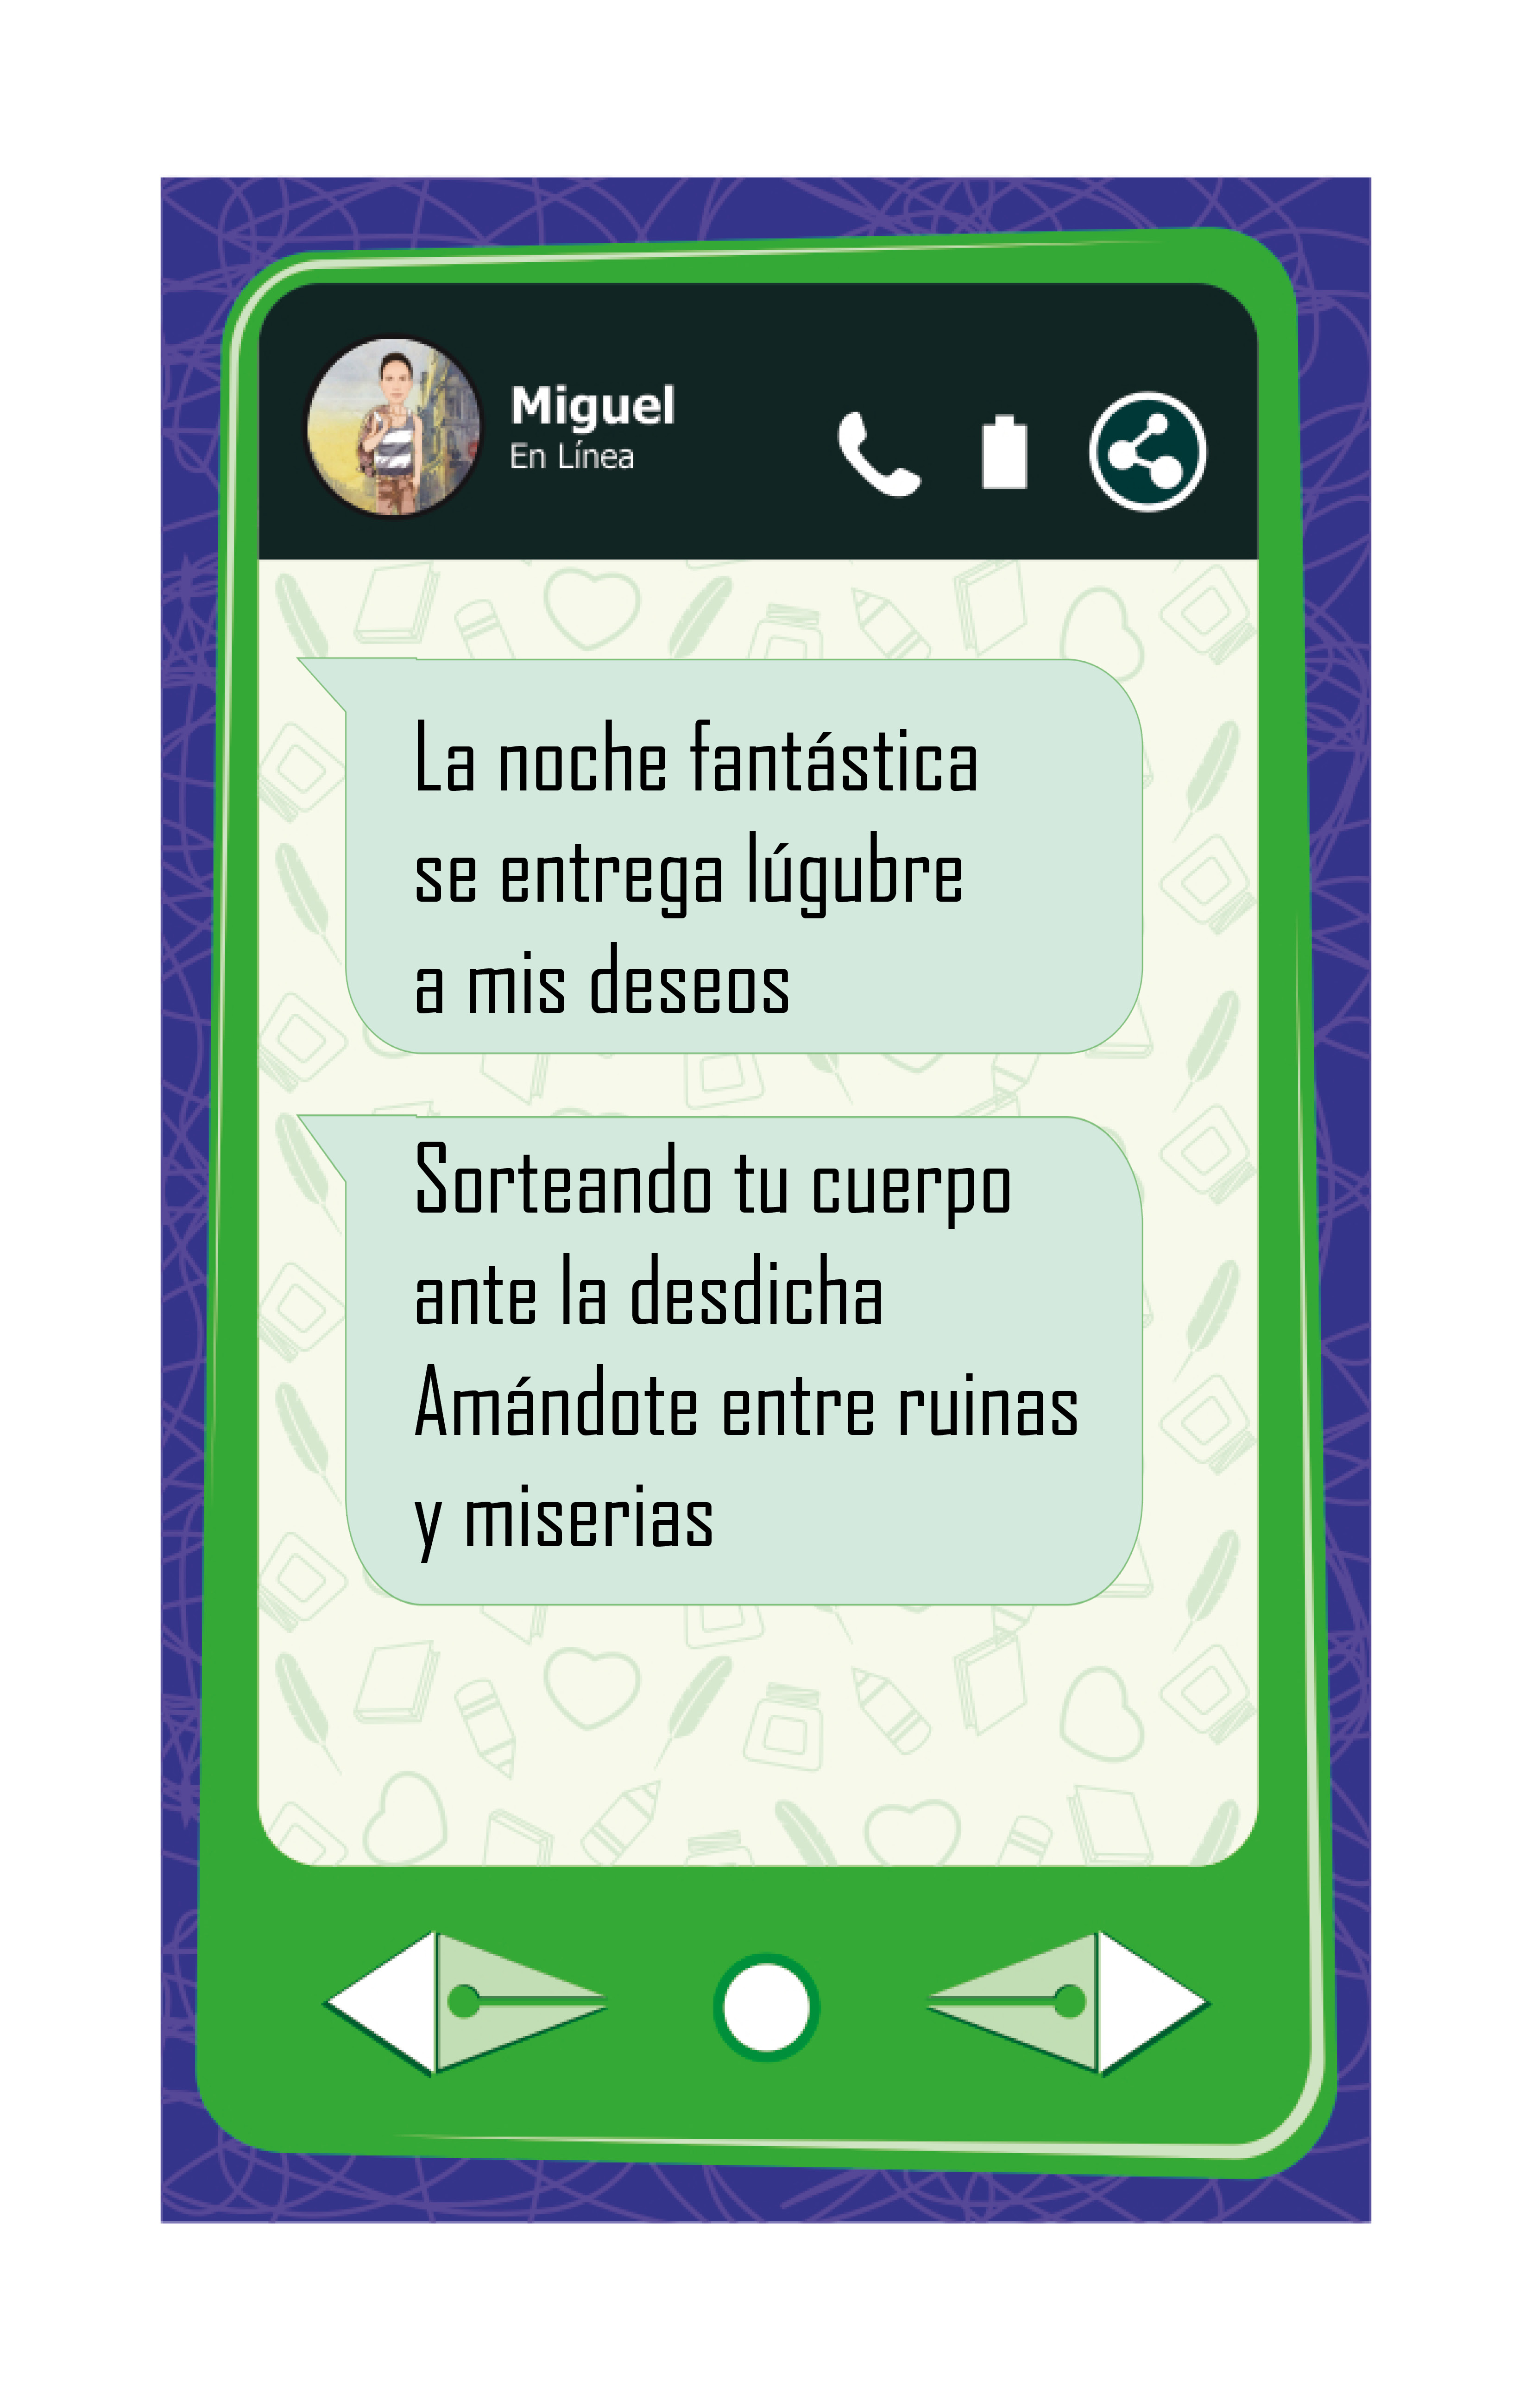 Miguel
En Línea
La noche fantástica
se entrega lúgubre
a mis deseos
Sorteando tu cuerpo
ante la desdicha
Amándote entre ruinas
y miserias